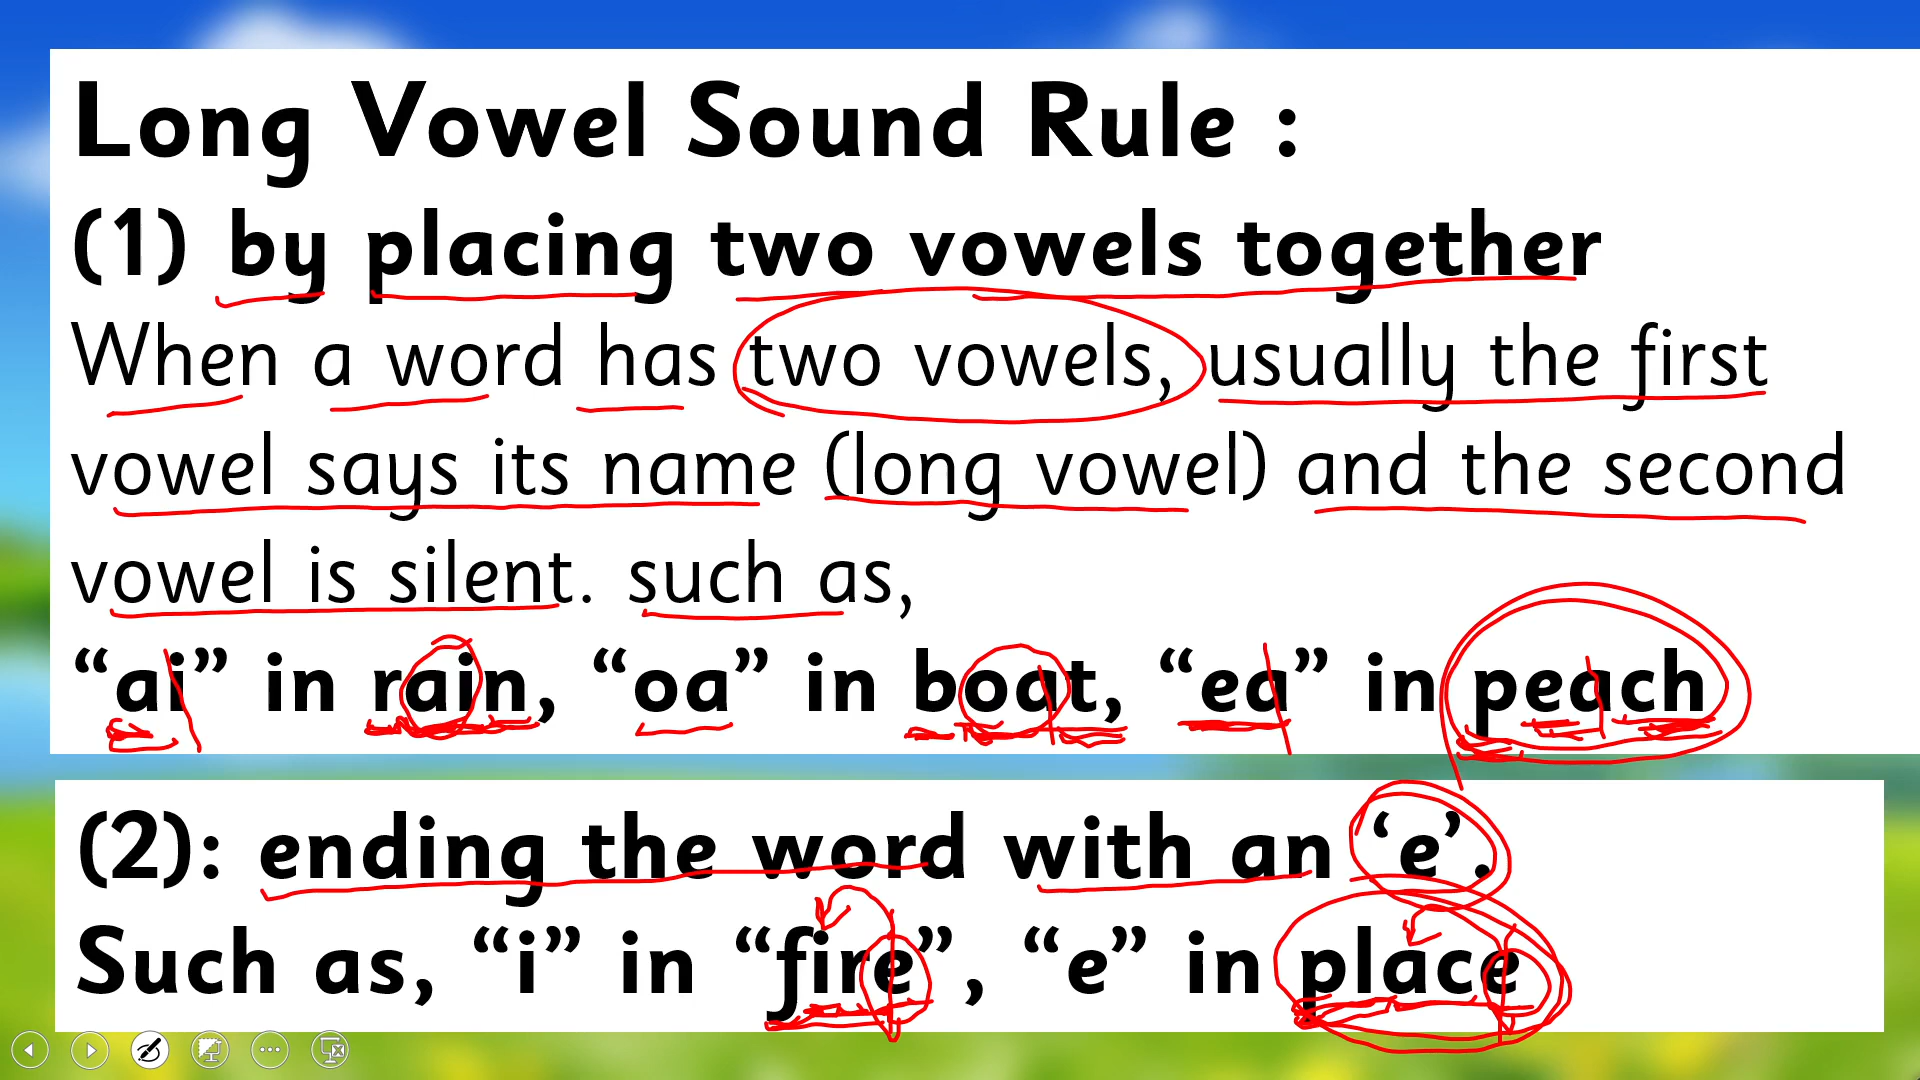 Long Vowel Sound Rule :
(1) by placing two vowels together
When a word has two vowels, usually the first
vowel says its name (long vowel) and the second
vowel is silent. such as,
“ai” in rain, “oa” in boat, “ea” in peach
(2): ending the word with an ‘e’.
Such as, “i” in “fire”, “e” in place